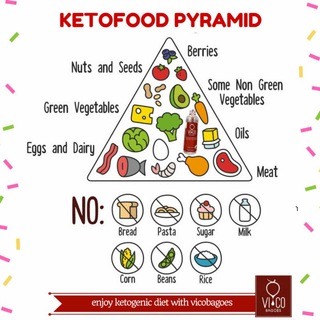 KETOFOOD PYRAMID
Berries
Nuts and Seeds
Some Non Green
Vegetables
Green Vegetables
Oils
Eggs and Dairy
Meat
NO:
Bread
Pasta
Sugar
Milk
Corn
Beans
Rice
enjoy ketogenic diet with vicobagoes
VICO
BAGOES